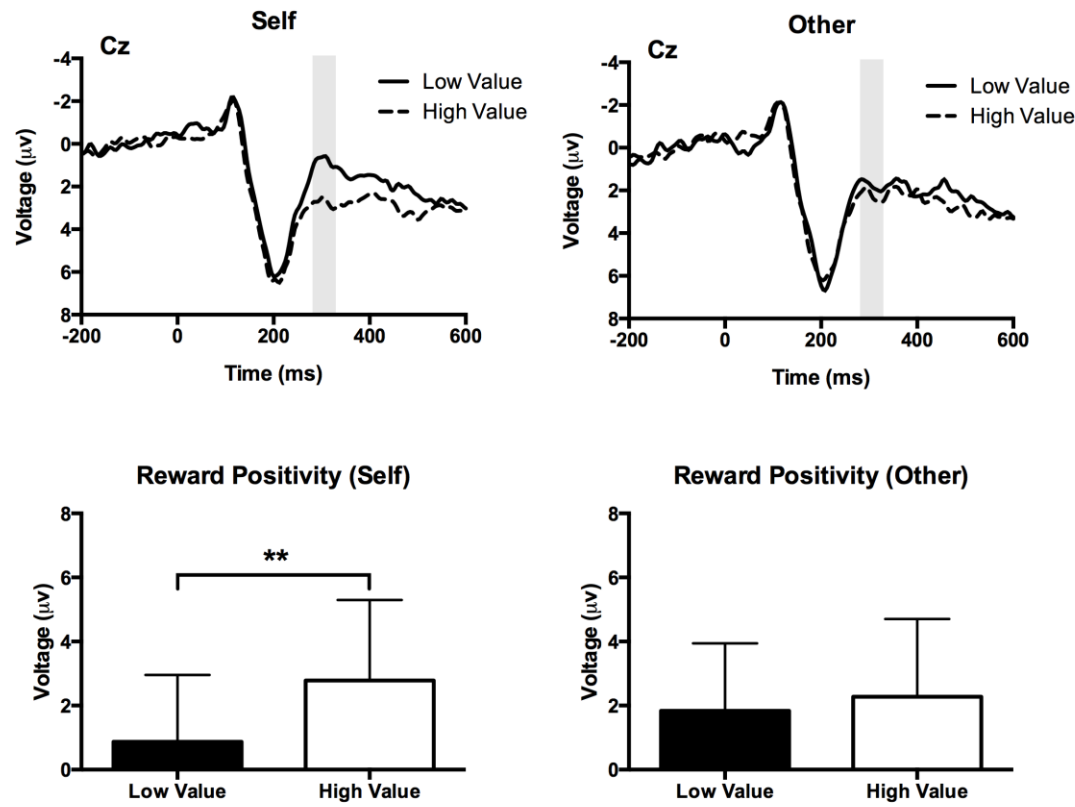 Self
Cz
Low Value
High Value
-4
-2
0
2
4
6
8
Voltage (μv)
-200
0
200
400
600
Time (ms)
Other
Cz
Low Value
High Value
-4
-2
0
2
4
6
8
Voltage (μv)
-200
0
200
400
600
Time (ms)
Reward Positivity (Self)
8
6
4
2
0
Voltage (μv)
**
Low Value
High Value
Reward Positivity (Other)
8
6
4
2
0
Voltage (μv)
Low Value
High Value